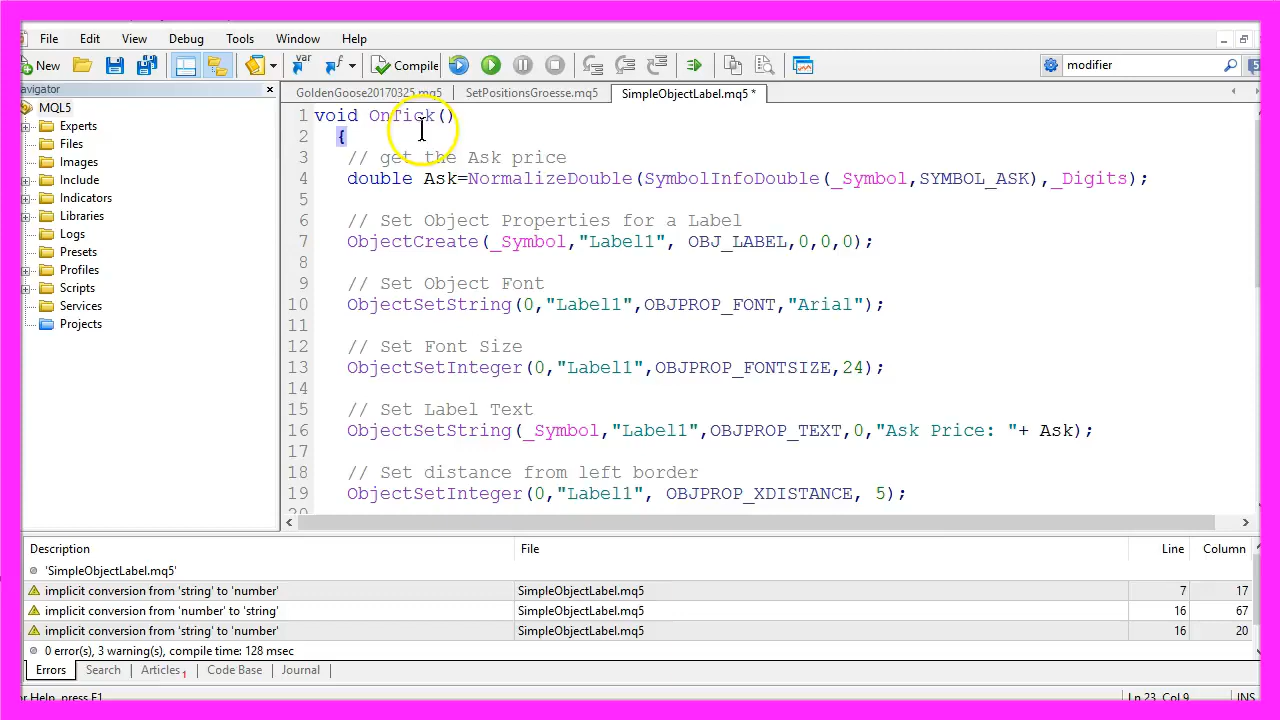 File Edit View Debug Tools Window Help
New var Compile modifier 5
avigator × GoldenGoose20170325.mq5 SetPositionsGroesse.mq5 SimpleObjectLabel.mq5 *
MQL5
Experts
Files
Images
Include
Indicators
Libraries
Logs
Presets
Profiles
Scripts
Services
Projects
1 void OnTick()
2 {
3 // get the Ask price
4 double Ask=NormalizeDouble(SymbolInfoDouble(_Symbol,SYMBOL_ASK),_Digits);
5
6 // Set Object Properties for a Label
7 ObjectCreate(_Symbol,"Label1", OBJ_LABEL,0,0,0);
8
9 // Set Object Font
10 ObjectSetString(0,"Label1",OBJPROP_FONT,"Arial");
11
12 // Set Font Size
13 ObjectSetInteger(0,"Label1",OBJPROP_FONTSIZE,24);
14
15 // Set Label Text
16 ObjectSetString(_Symbol,"Label1",OBJPROP_TEXT,0,"Ask Price: "+ Ask);
17
18 // Set distance from left border
19 ObjectSetInteger(0,"Label1", OBJPROP_XDISTANCE, 5);
20
Description File Line Column
'SimpleObjectLabel.mq5'
implicit conversion from 'string' to 'number' SimpleObjectLabel.mq5 7 17
implicit conversion from 'number' to 'string' SimpleObjectLabel.mq5 16 67
implicit conversion from 'string' to 'number' SimpleObjectLabel.mq5 16 20
0 error(s), 3 warning(s), compile time: 128 msec
Errors Search Articles 1 Code Base Journal
or Help, press F1 Ln 23, Col 9 INS